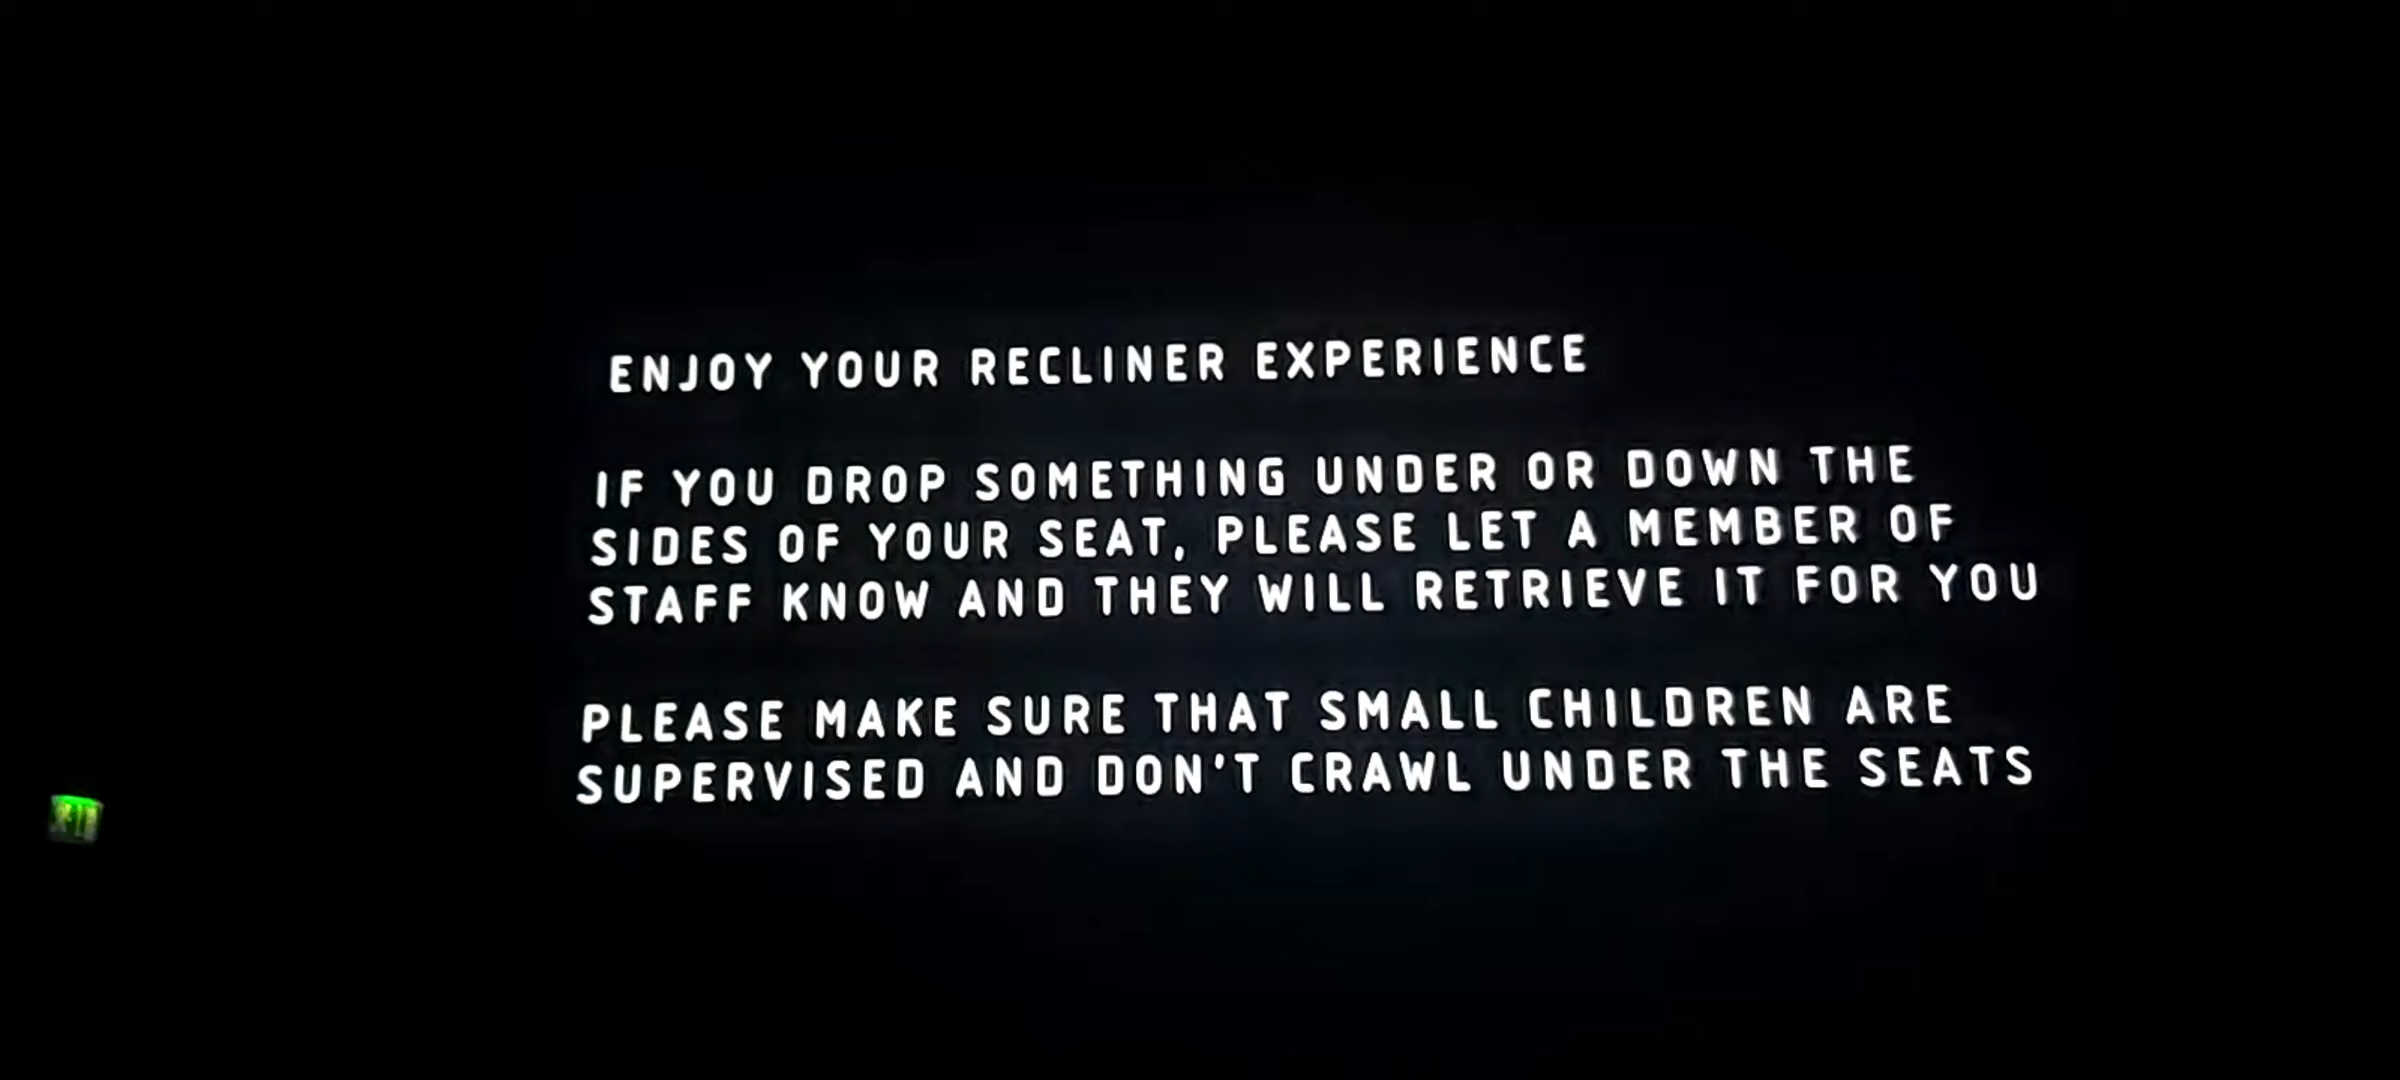 ENJOY YOUR RECLINER EXPERIENCE
IF YOU DROP SOMETHING UNDER OR DOWN THE
SIDES OF YOUR SEAT, PLEASE LET A MEMBER OF
STAFF KNOW AND THEY WILL RETRIEVE IT FOR YOU
PLEASE MAKE SURE THAT SMALL CHILDREN ARE
SUPERVISED AND DON'T CRAWL UNDER THE SEATS